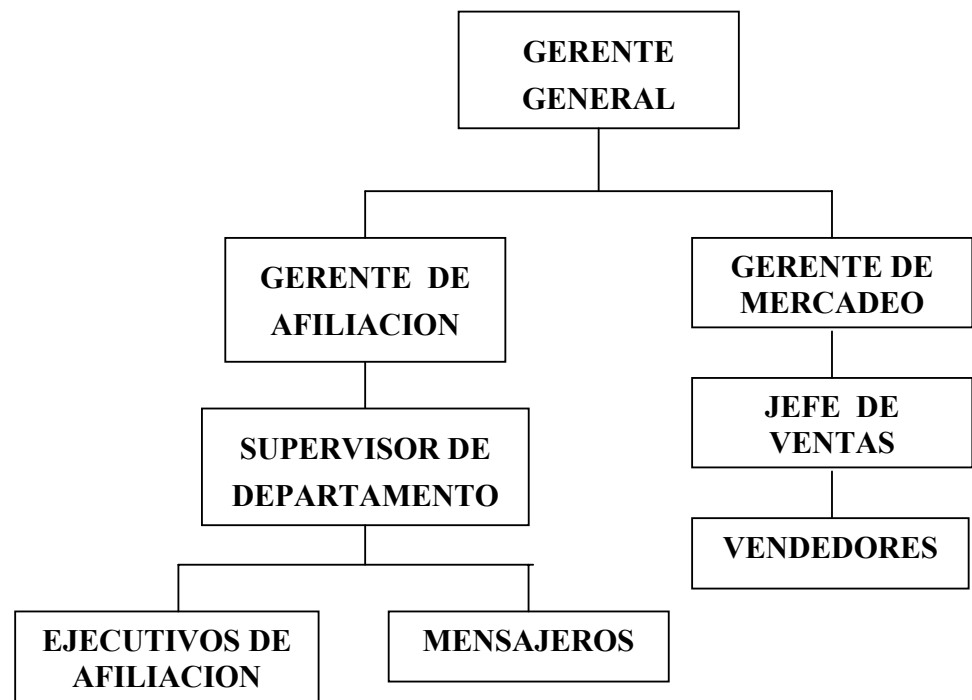 GERENTE
GENERAL
GERENTE DE
AFILIACION
GERENTE DE
MERCADEO
SUPERVISOR DE
DEPARTAMENTO
JEFE DE
VENTAS
VENDEDORES
EJECUTIVOS DE
AFILIACION
MENSAJEROS